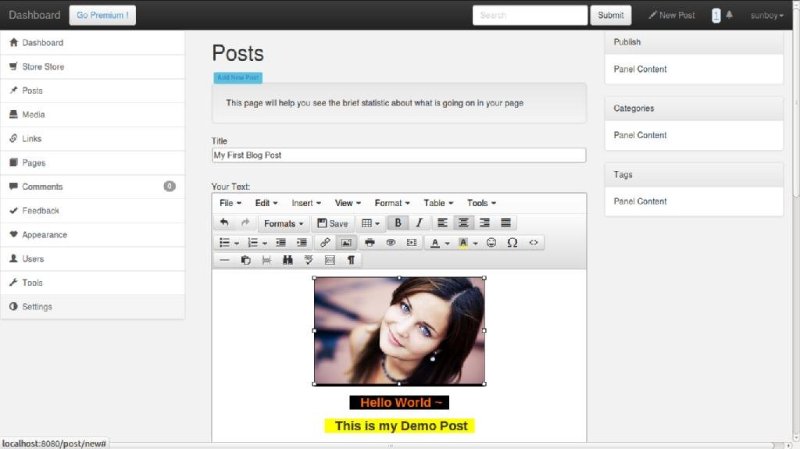 Dashboard Go Premium ! Search Submit New Post 1 sunboy
Dashboard
Store Store
Posts
Media
Links
Pages
Comments 0
Feedback
Appearance
Users
Tools
Settings
Posts
Add New Post
This page will help you see the brief statistic about what is going on in your page
Title
My First Blog Post
Your Text:
File Edit Insert View Format Table Tools
Formats Save B I
A A Ω <>
¶
Hello World ~
This is my Demo Post
Publish
Panel Content
Categories
Panel Content
Tags
Panel Content
localhost:8080/post/new#